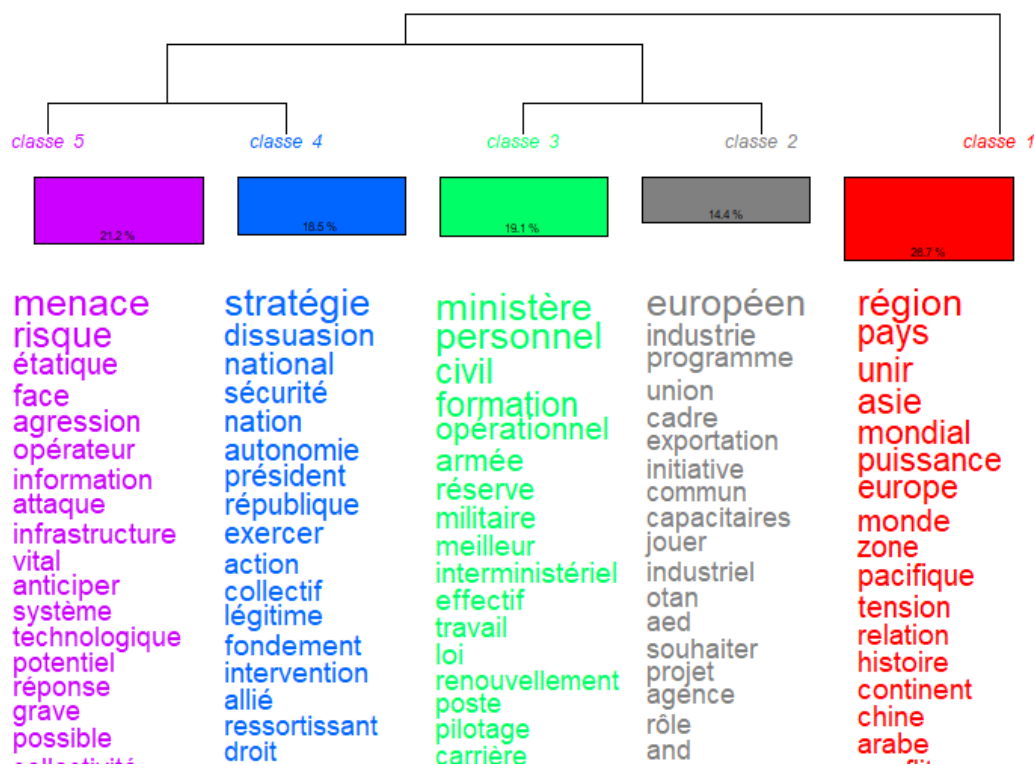 classe 5
classe 4
classe 3
classe 2
classe 1
21.2 %
18.5 %
19.1 %
14.4 %
26.7 %
menace
risque
étatique
face
agression
opérateur
information
attaque
infrastructure
vital
anticiper
système
technologique
potentiel
réponse
grave
possible
stratégie
dissuasion
national
sécurité
nation
autonomie
président
république
exercer
action
collectif
légitime
fondement
intervention
allié
ressortissant
droit
ministère
personnel
civil
formation
opérationnel
armée
réserve
militaire
meilleur
interministériel
effectif
travail
loi
renouvellement
poste
pilotage
carrière
européen
industrie
programme
union
cadre
exportation
initiative
commun
capacitaires
jouer
industriel
otan
aed
souhaiter
projet
agence
rôle
and
région
pays
unir
asie
mondial
puissance
europe
monde
zone
pacifique
tension
relation
histoire
continent
chine
arabe